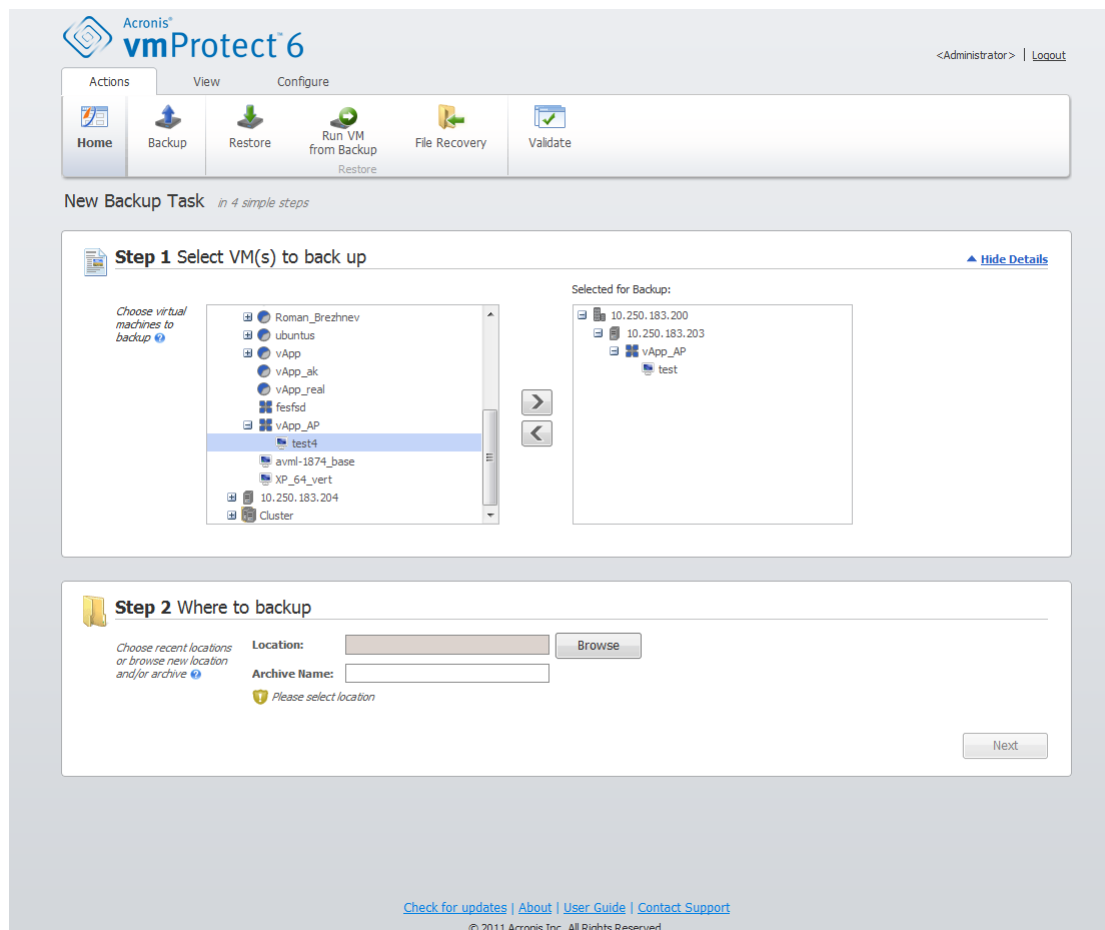 Acronis®
vmProtect™ 6
<Administrator> | Logout
Actions View Configure
Home
Backup
Restore
Run VM
from Backup
File Recovery
Validate
Restore
New Backup Task in 4 simple steps
Step 1 Select VM(s) to back up
Hide Details
Choose virtual
machines to
backup
Roman_Brezhnev
ubuntus
vApp
vApp_ak
vApp_real
fesfsd
vApp_AP
test4
avml-1874_base
XP_64_vert
10.250.183.204
Cluster
Selected for Backup:
10.250.183.200
10.250.183.203
vApp_AP
test
Step 2 Where to backup
Choose recent locations
or browse new location
and/or archive
Location:
Browse
Archive Name:
Please select location
Next
Check for updates | About | User Guide | Contact Support
© 2011 Acronis Inc. All Rights Reserved